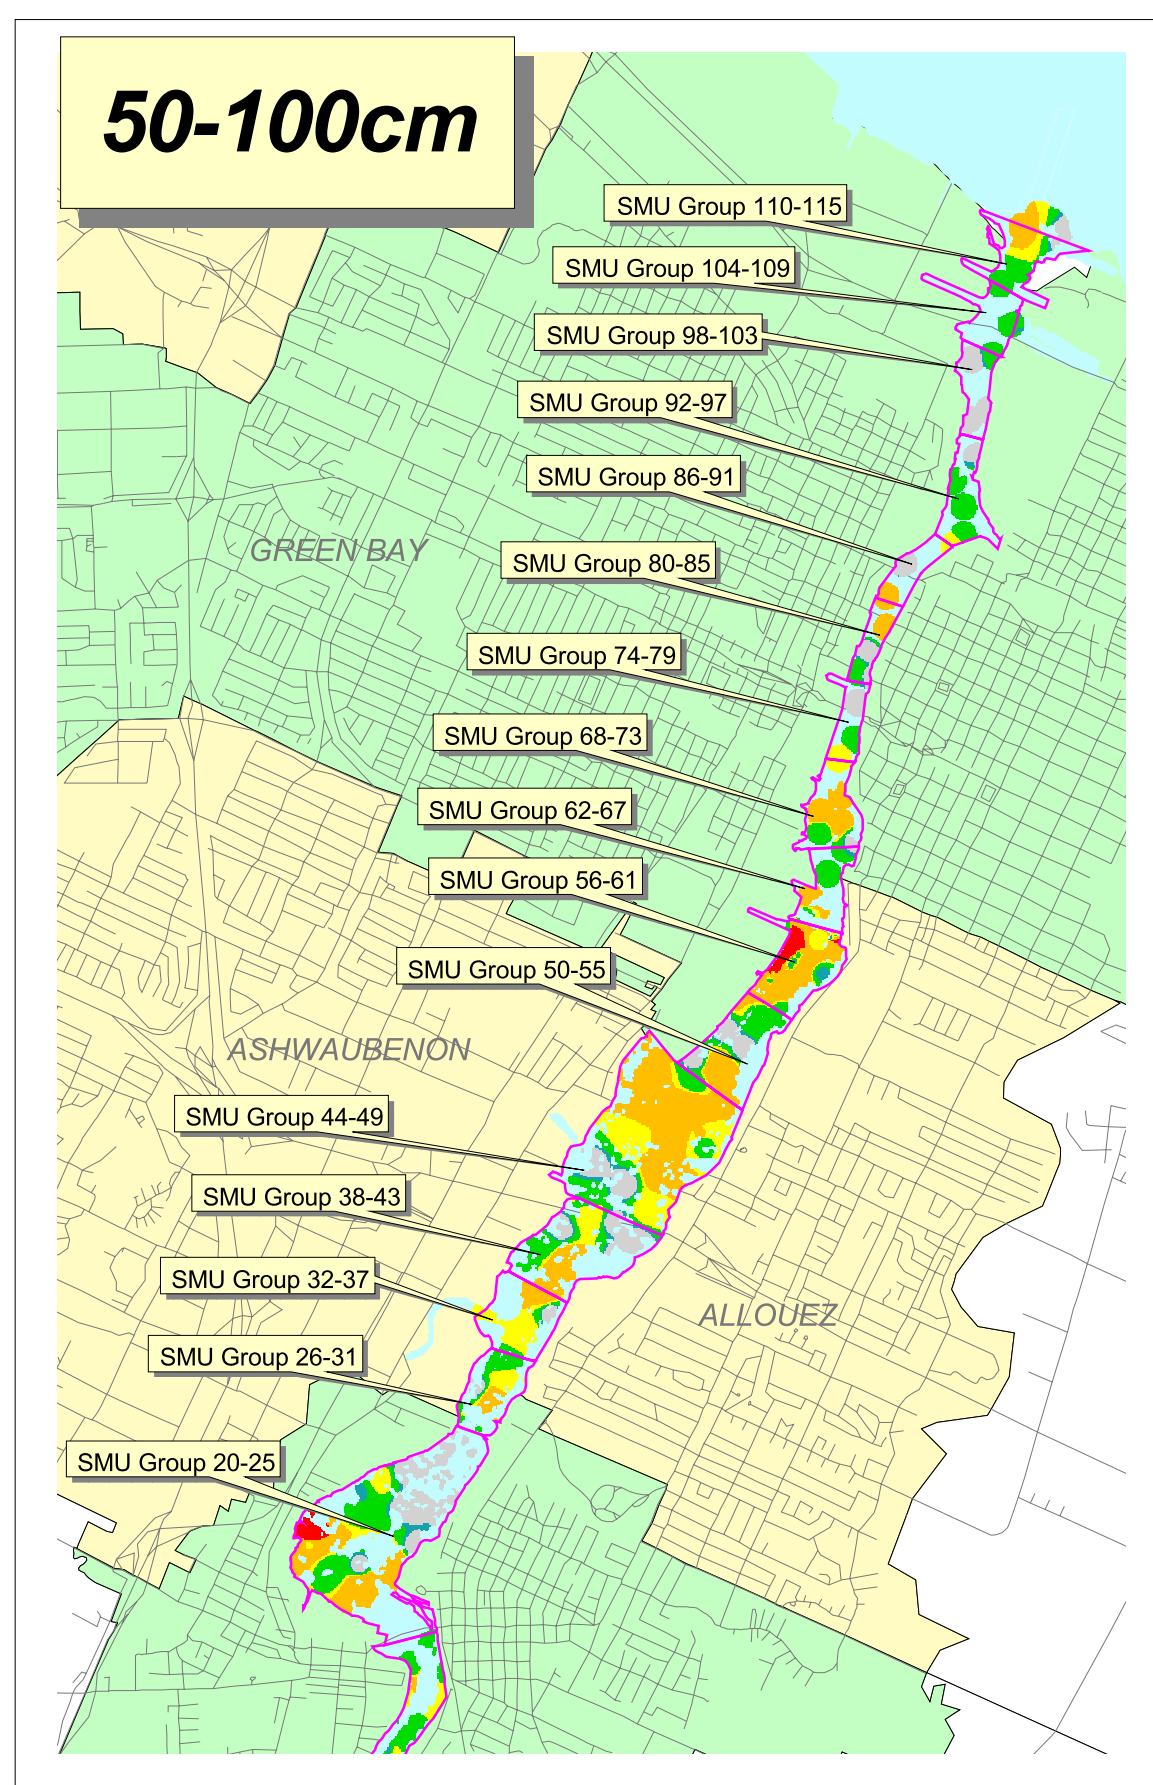 50-100cm
SMU Group 110-115
SMU Group 104-109
SMU Group 98-103
SMU Group 92-97
SMU Group 86-91
GREEN BAY
SMU Group 80-85
SMU Group 74-79
SMU Group 68-73
SMU Group 62-67
SMU Group 56-61
SMU Group 50-55
ASHWAUBENON
SMU Group 44-49
SMU Group 38-43
SMU Group 32-37
ALLOUEZ
SMU Group 26-31
SMU Group 20-25